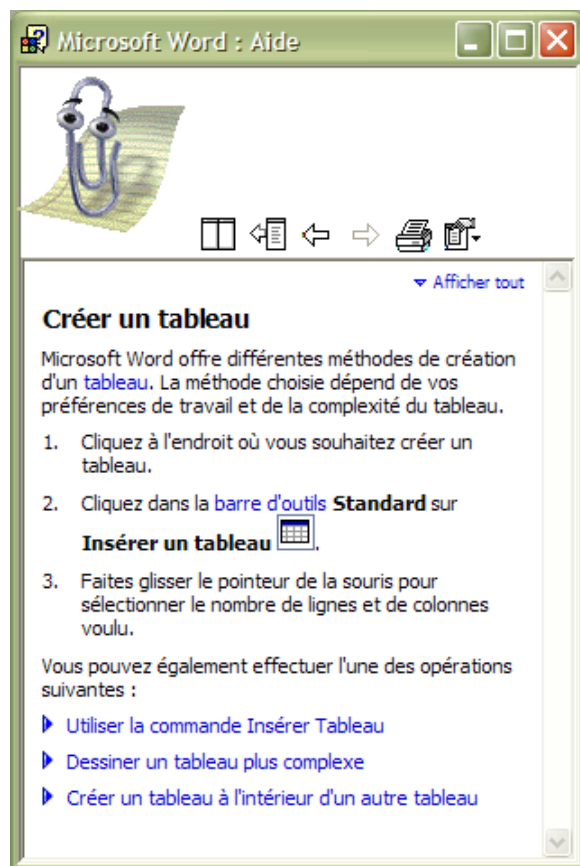 Microsoft Word : Aide
Afficher tout
Créer un tableau
Microsoft Word offre différentes méthodes de création
d'un tableau. La méthode choisie dépend de vos
préférences de travail et de la complexité du tableau.
1. Cliquez à l'endroit où vous souhaitez créer un
tableau.
2. Cliquez dans la barre d'outils Standard sur
Insérer un tableau .
3. Faites glisser le pointeur de la souris pour
sélectionner le nombre de lignes et de colonnes
voulu.
Vous pouvez également effectuer l'une des opérations
suivantes :
Utiliser la commande Insérer Tableau
Dessiner un tableau plus complexe
Créer un tableau à l'intérieur d'un autre tableau